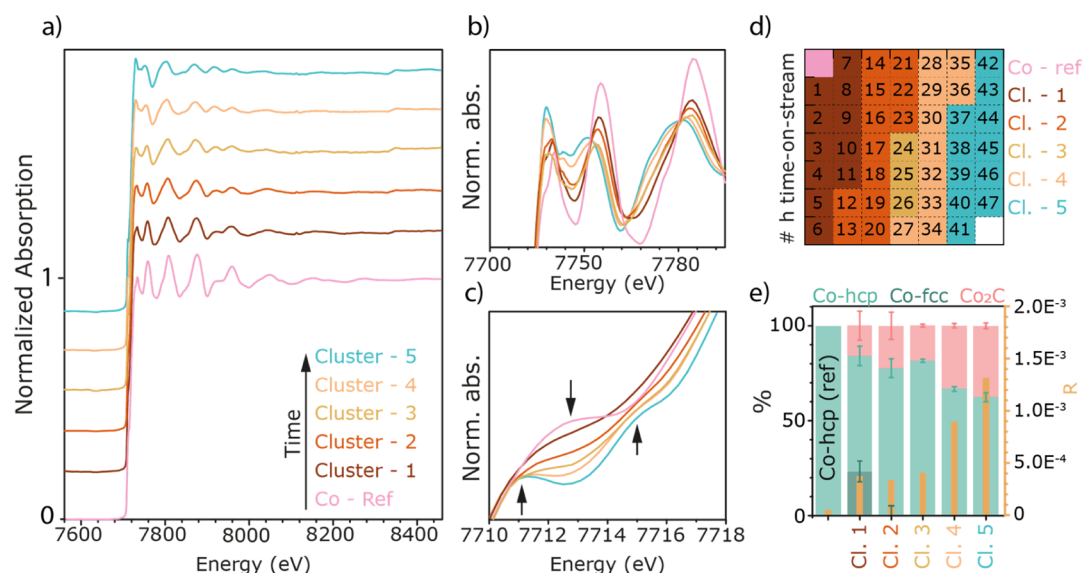 a)
Normalized Absorption
1
0
Time
Cluster - 5
Cluster - 4
Cluster - 3
Cluster - 2
Cluster - 1
Co - Ref
7600
7800
8000
8200
8400
Energy (eV)
b)
Norm. abs.
7700
7750
7780
Energy (eV)
c)
Norm. abs.
7710
7712
7714
7716
7718
7710
7718
Energy (eV)
d)
# h time-on-stream
7 14 21 28 35 42
1 8 15 22 29 36 43
2 9 16 23 30 37 44
3 10 17 24 31 38 45
4 11 18 25 32 39 46
5 12 19 26 33 40 47
6 13 20 27 34 41
Co - ref
Cl. - 1
Cl. - 2
Cl. - 3
Cl. - 4
Cl. - 5
e)
Co-hcp Co-fcc Co₂C
100
50
0
%
Co-hcp (ref)
2.0E⁻³
1.5E⁻³
1.0E⁻³
5.0E⁻⁴
0
R
Cl. 1
Cl. 2
Cl. 3
Cl. 4
Cl. 5